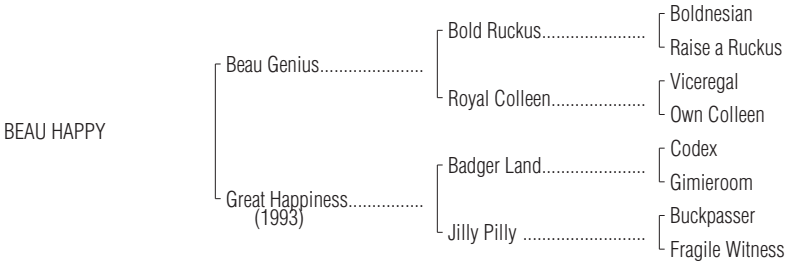 Boldnesian
Bold Ruckus......................
Raise a Ruckus
Beau Genius......................
Viceregal
Royal Colleen....................
Own Colleen
BEAU HAPPY
Codex
Badger Land......................
Gimieroom
Great Happiness................
(1993)
Buckpasser
Jilly Pilly ..........................
Fragile Witness